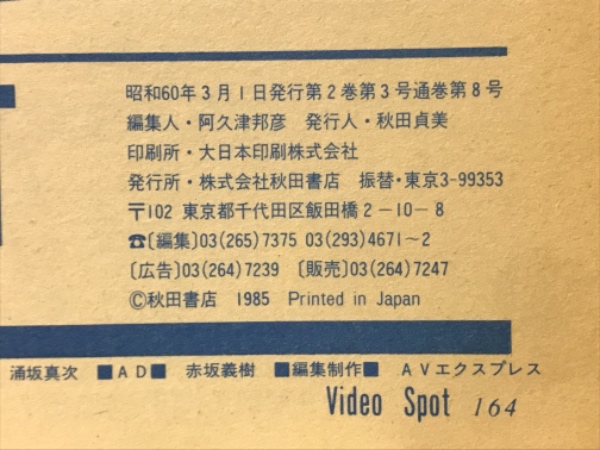 昭和60年3月1日発行第2巻第3号通巻第8号
編集人・阿久津邦彦　発行人・秋田貞美
印刷所・大日本印刷株式会社
発行所・株式会社秋田書店　振替・東京3-99353
〒102 東京都千代田区飯田橋2-10-8
☎〔編集〕03(265)7375 03(293)4671〜2
〔広告〕03(264)7239 〔販売〕03(264)7247
©秋田書店　1985　Printed in Japan
涌坂真次　■AD■　赤坂義樹　■編集制作■　AVエクスプレス
Video Spot 164